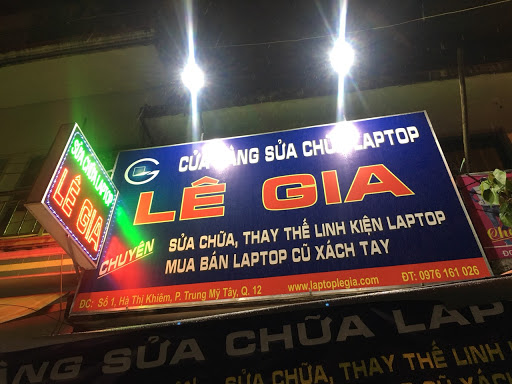 CỬA HÀNG SỬA CHỮA LAPTOP
LÊ GIA
CHUYÊN
SỬA CHỮA, THAY THẾ LINH KIỆN LAPTOP
MUA BÁN LAPTOP CŨ XÁCH TAY
www.laptoplegia.com
ĐT: 0976 161 026
ĐC: Số 1, Hà Thị Khiêm, P. Trung Mỹ Tây, Q. 12
SỬA CHỮA LAPTOP
LÊ GIA
HÀNG SỬA CHỮA LAP
SỬA CHỮA, THAY THẾ LINH K